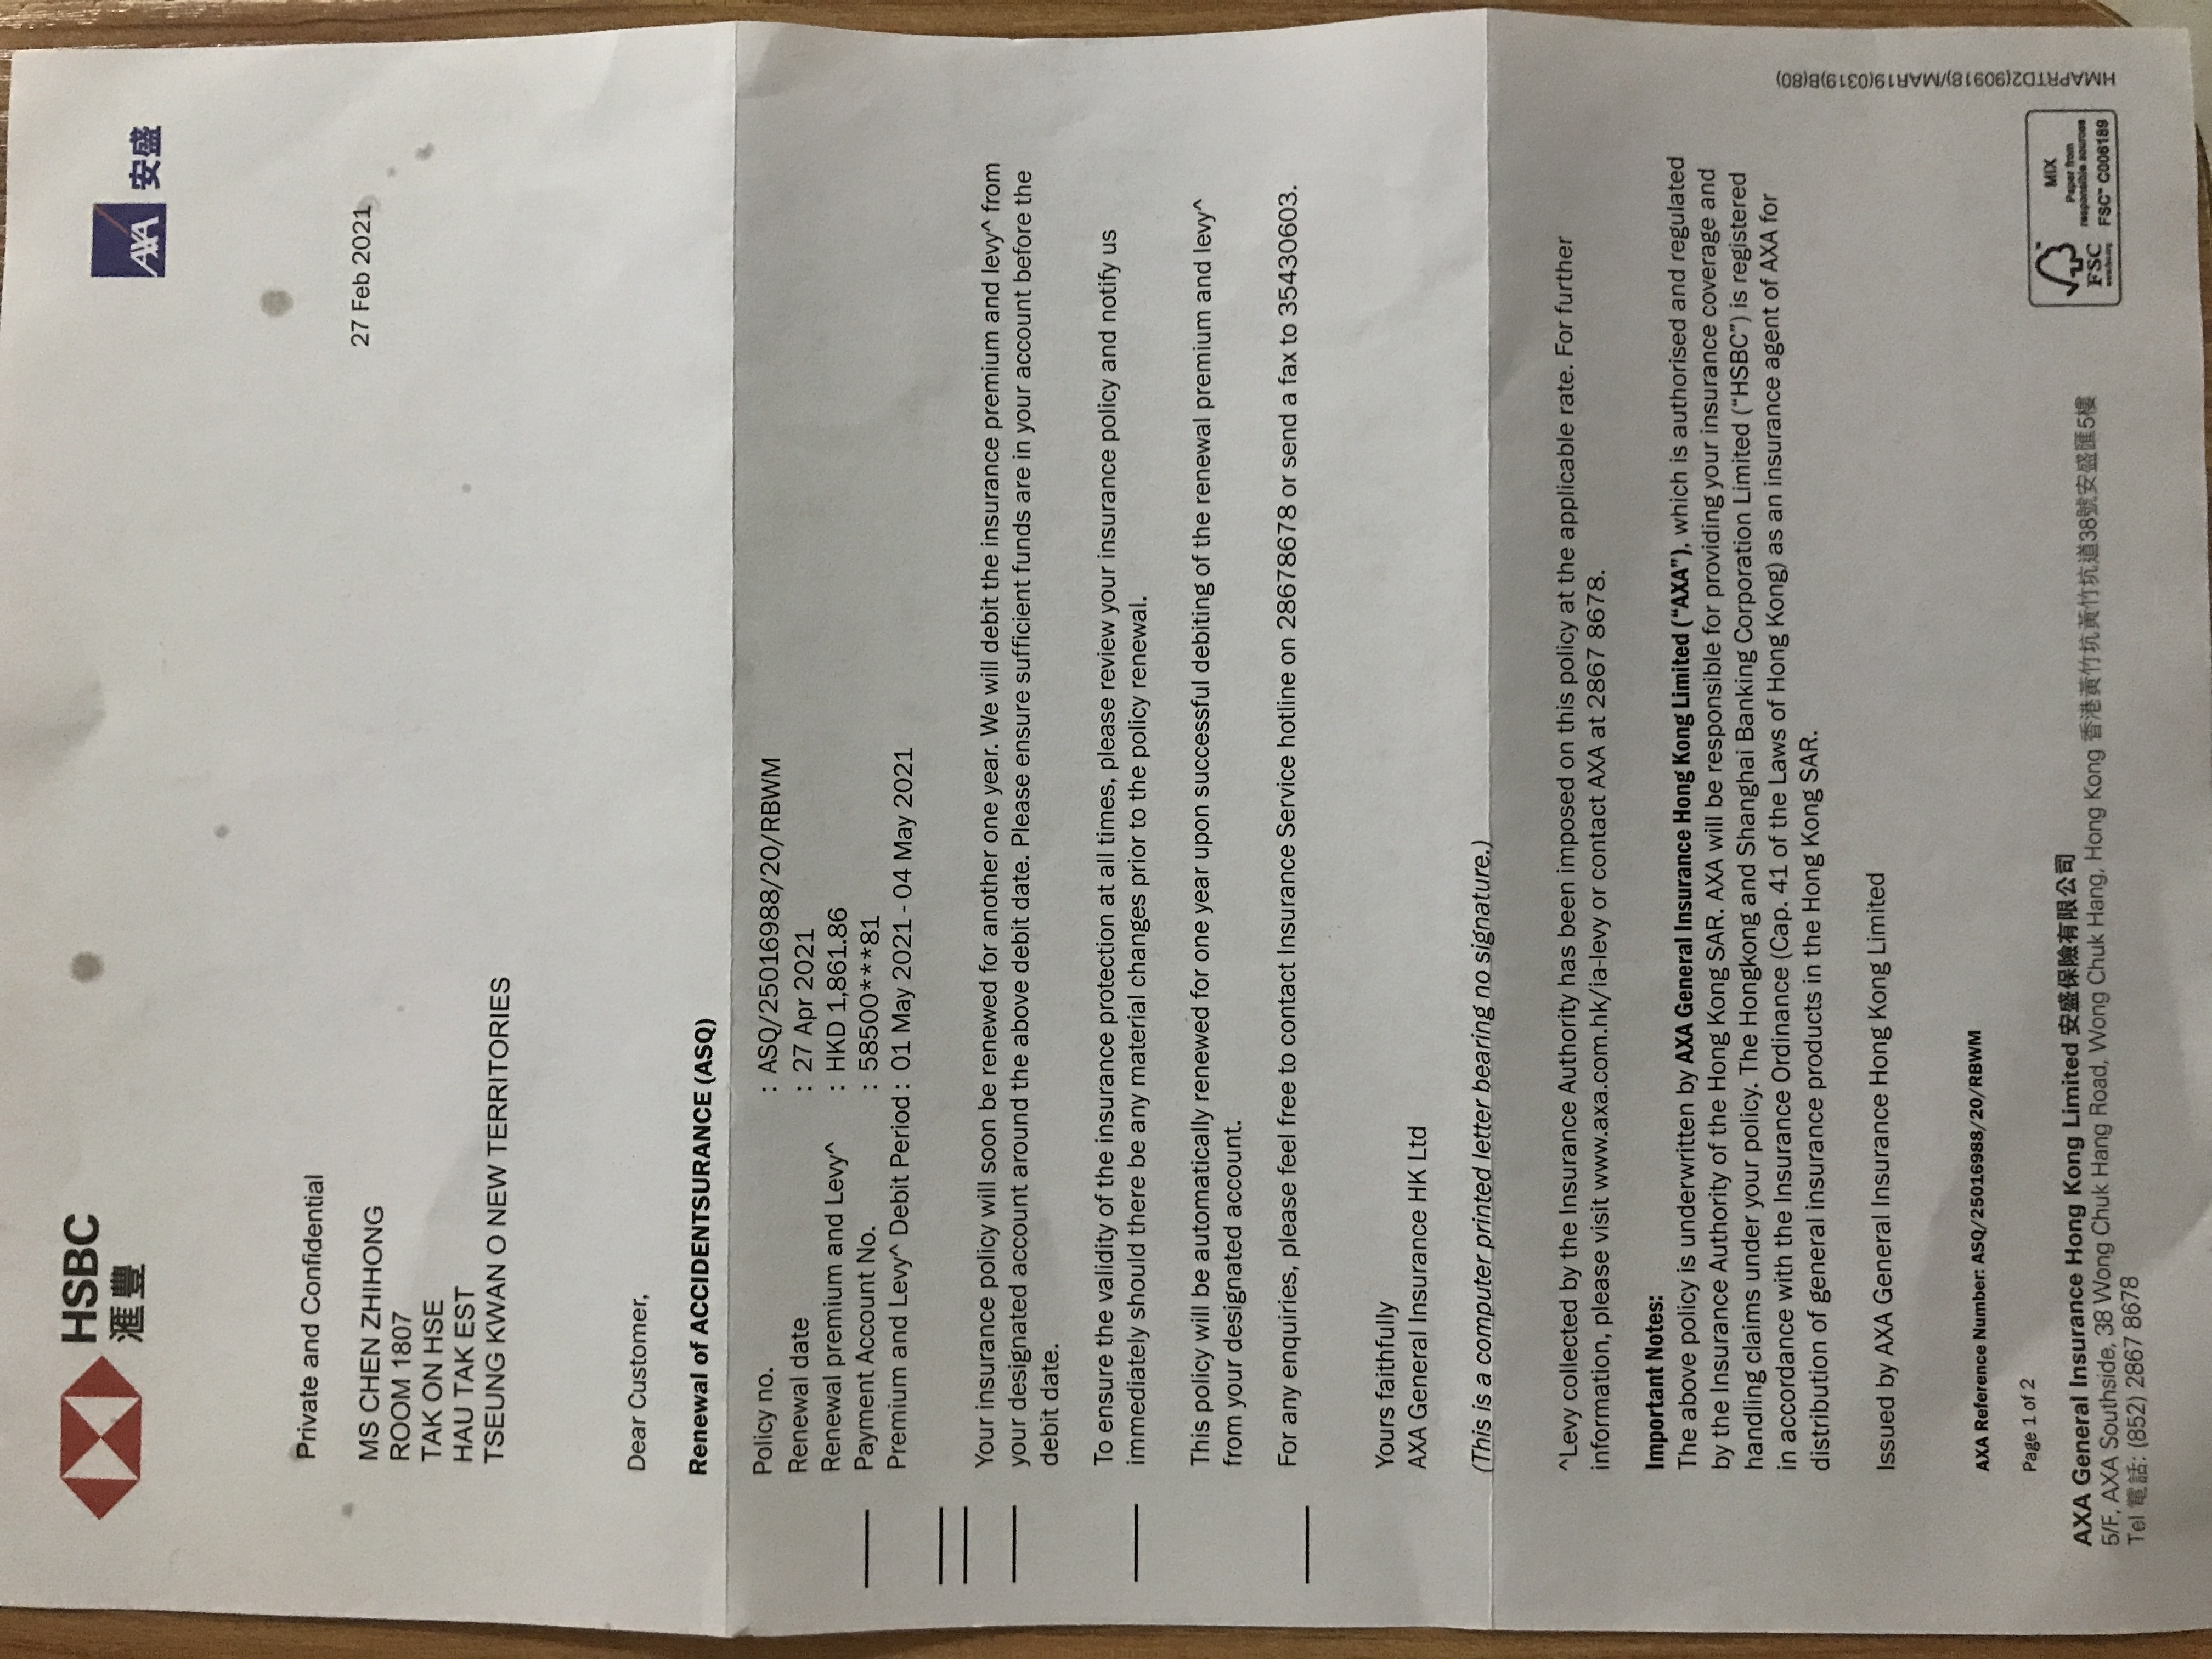 HSBC
滙豐
AXA 安盛
Private and Confidential
27 Feb 2021
MS CHEN ZHIHONG
ROOM 1807
TAK ON HSE
HAU TAK EST
TSEUNG KWAN O NEW TERRITORIES
Dear Customer,
Renewal of ACCIDENTSURANCE (ASQ)
Policy no. : ASQ/25016988/20/RBWM
Renewal date : 27 Apr 2021
Renewal premium and Levy^ : HKD 1,861.86
Payment Account No. : 58500***81
Premium and Levy^ Debit Period : 01 May 2021 - 04 May 2021
Your insurance policy will soon be renewed for another one year. We will debit the insurance premium and levy^ from
your designated account around the above debit date. Please ensure sufficient funds are in your account before the
debit date.
To ensure the validity of the insurance protection at all times, please review your insurance policy and notify us
immediately should there be any material changes prior to the policy renewal.
This policy will be automatically renewed for one year upon successful debiting of the renewal premium and levy^
from your designated account.
For any enquiries, please feel free to contact Insurance Service hotline on 28678678 or send a fax to 35430603.
Yours faithfully
AXA General Insurance HK Ltd
(This is a computer printed letter bearing no signature.)
^Levy collected by the Insurance Authority has been imposed on this policy at the applicable rate. For further
information, please visit www.axa.com.hk/ia-levy or contact AXA at 2867 8678.
Important Notes:
The above policy is underwritten by AXA General Insurance Hong Kong Limited (“AXA”), which is authorised and regulated
by the Insurance Authority of the Hong Kong SAR. AXA will be responsible for providing your insurance coverage and
handling claims under your policy. The Hongkong and Shanghai Banking Corporation Limited (“HSBC”) is registered
in accordance with the Insurance Ordinance (Cap. 41 of the Laws of Hong Kong) as an insurance agent of AXA for
distribution of general insurance products in the Hong Kong SAR.
Issued by AXA General Insurance Hong Kong Limited
AXA Reference Number: ASQ/25016988/20/RBWM
Page 1 of 2
AXA General Insurance Hong Kong Limited 安盛保險有限公司
5/F, AXA Southside, 38 Wong Chuk Hang Road, Wong Chuk Hang, Hong Kong 香港黃竹坑黃竹坑道38號安盛匯5樓
Tel 電話: (852) 2867 8678
FSC
www.fsc.org
MIX
Paper from
responsible sources
FSC™ C006189
HMAPRTD2(90918)/MAR19(0319)B(80)